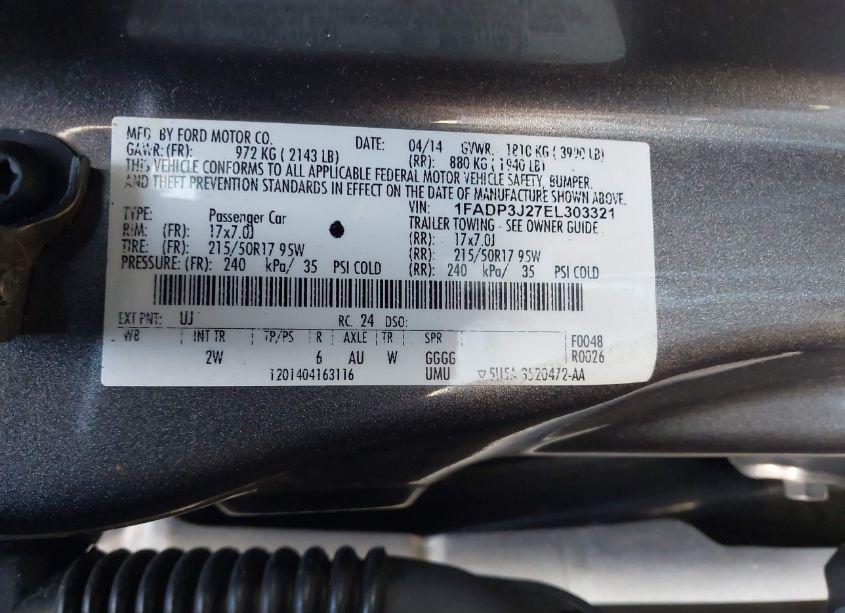 MFD. BY FORD MOTOR CO. DATE: 04/14 GVWR: 1810 KG ( 3990 LB)
GAWR: (FR): 972 KG ( 2143 LB) (RR): 880 KG ( 1940 LB)
THIS VEHICLE CONFORMS TO ALL APPLICABLE FEDERAL MOTOR VEHICLE SAFETY, BUMPER,
AND THEFT PREVENTION STANDARDS IN EFFECT ON THE DATE OF MANUFACTURE SHOWN ABOVE.
VIN: 1FADP3J27EL303321
TYPE: Passenger Car TRAILER TOWING - SEE OWNER GUIDE
RIM: (FR) 17x7.0J (RR): 17x7.0J
TIRE: (FR): 215/50R17 95W (RR): 215/50R17 95W
PRESSURE: (FR): 240 kPa/ 35 PSI COLD (RR): 240 kPa/ 35 PSI COLD
EXT PNT: UJ RC: 24 DSO:
WB INT TR TP/PS R AXLE TR SPR F0048
2W 6 AU W GGGG R0026
1201404163116 UMU